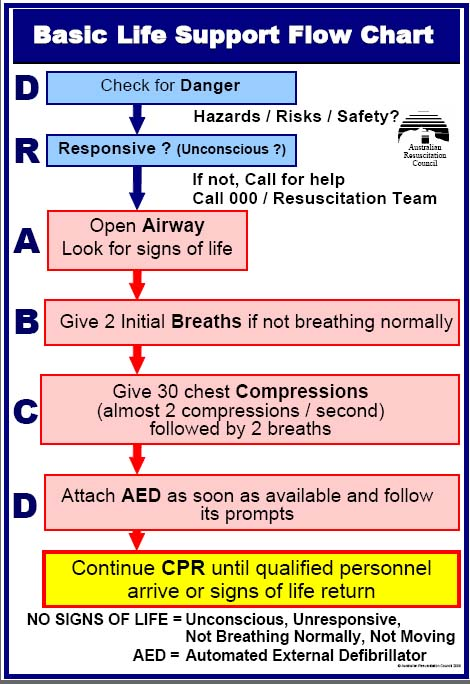 Basic Life Support Flow Chart
D
Check for Danger
Hazards / Risks / Safety?
Australian
Resuscitation
Council
R
Responsive ? (Unconscious ?)
If not, Call for help
Call 000 / Resuscitation Team
A
Open Airway
Look for signs of life
B
Give 2 Initial Breaths if not breathing normally
C
Give 30 chest Compressions
(almost 2 compressions / second)
followed by 2 breaths
D
Attach AED as soon as available and follow
its prompts
Continue CPR until qualified personnel
arrive or signs of life return
NO SIGNS OF LIFE = Unconscious, Unresponsive,
Not Breathing Normally, Not Moving
AED = Automated External Defibrillator
© Australian Resuscitation Council